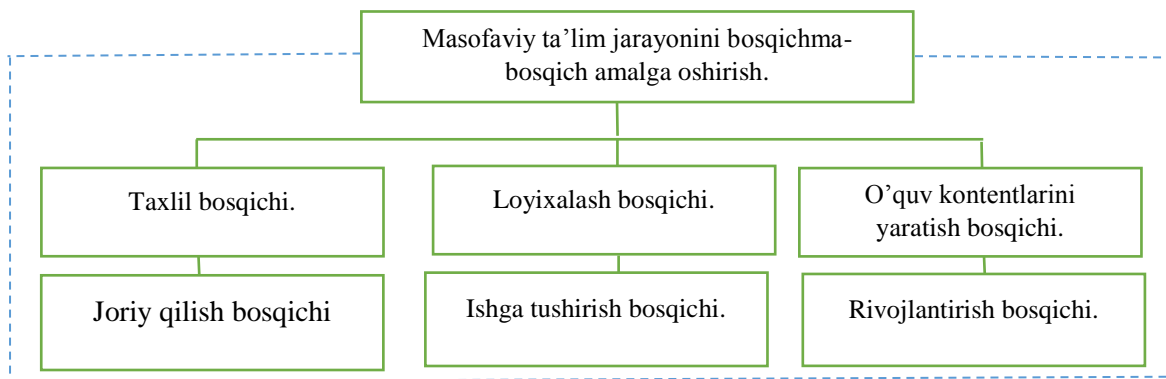 Masofaviy ta’lim jarayonini bosqichma-
bosqich amalga oshirish.
Taxlil bosqichi.
Loyixalash bosqichi.
O’quv kontentlarini
yaratish bosqichi.
Joriy qilish bosqichi
Ishga tushirish bosqichi.
Rivojlantirish bosqichi.